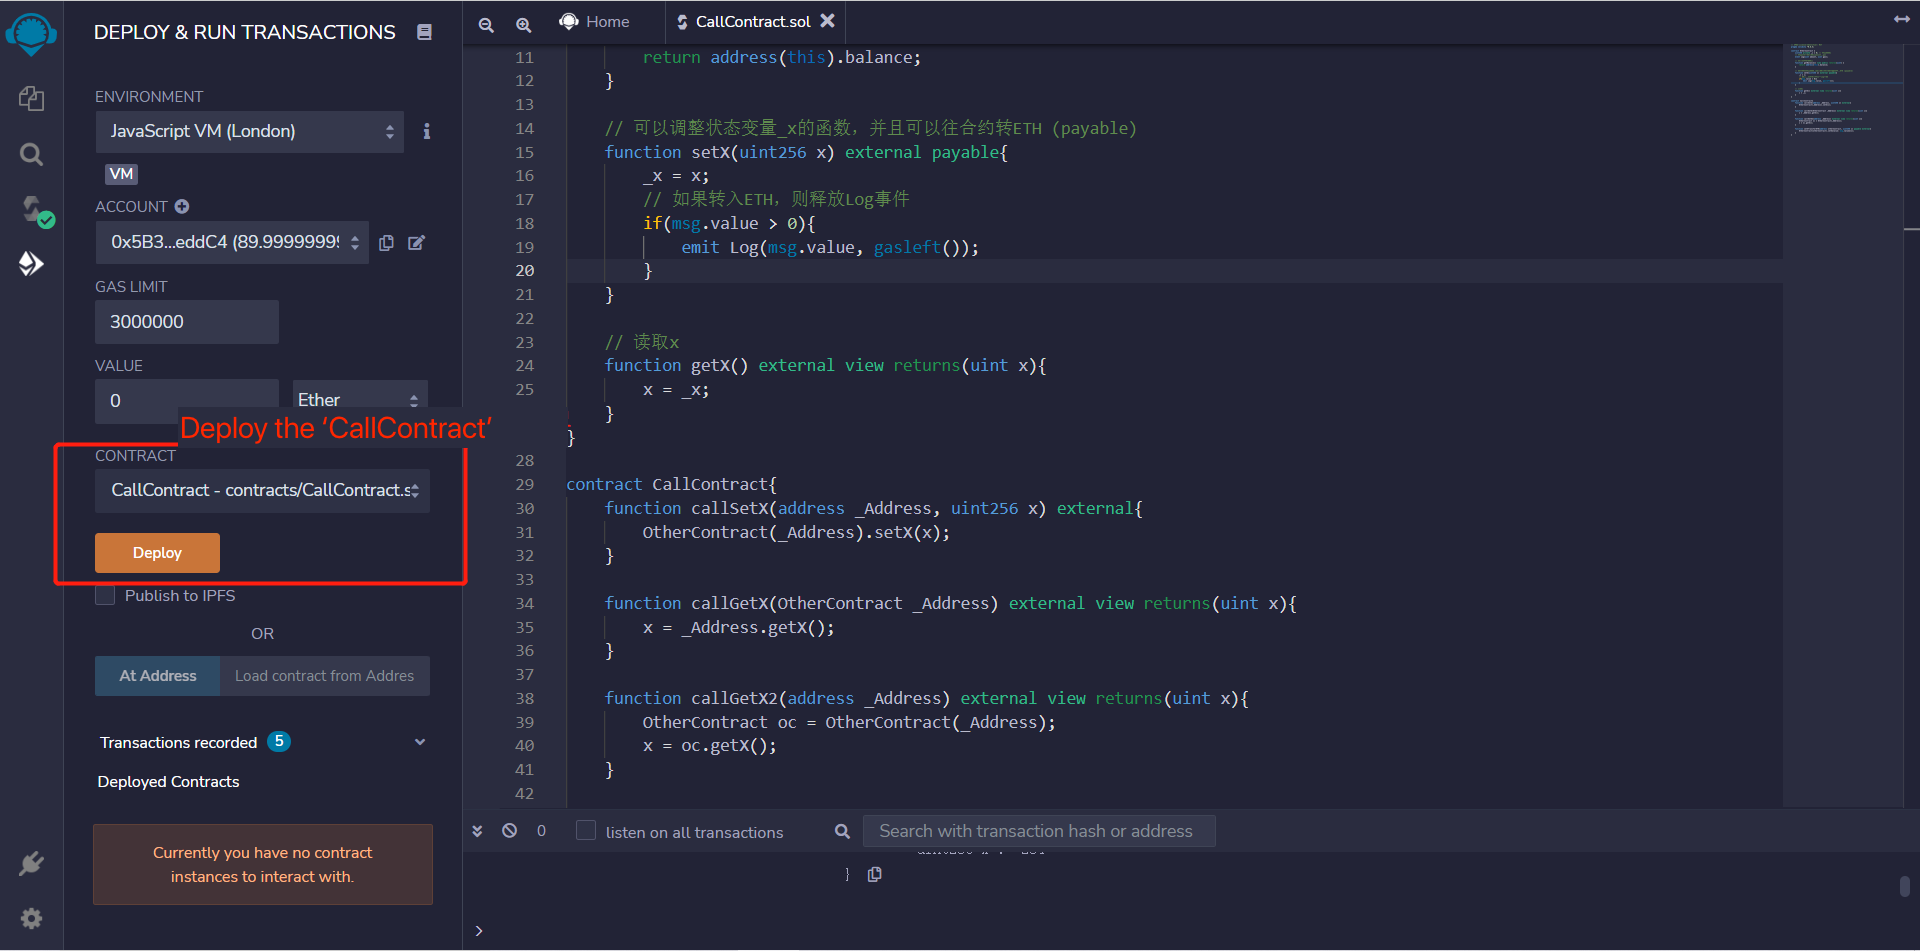 DEPLOY & RUN TRANSACTIONS
ENVIRONMENT
JavaScript VM (London)
VM
ACCOUNT
0x5B3...eddC4 (89.9999999
GAS LIMIT
3000000
VALUE
0
Ether
Deploy the ‘CallContract’
CONTRACT
CallContract - contracts/CallContract.s
Deploy
Publish to IPFS
OR
At Address
Load contract from Addres
Transactions recorded 5
Deployed Contracts
Currently you have no contract
instances to interact with.
Home
CallContract.sol
11 return address(this).balance;
12 }
13
14 // 可以调整状态变量_x的函数，并且可以往合约转ETH (payable)
15 function setX(uint256 x) external payable{
16 _x = x;
17 // 如果转入ETH，则释放Log事件
18 if(msg.value > 0){
19 emit Log(msg.value, gasleft());
20 }
21 }
22
23 // 读取x
24 function getX() external view returns(uint x){
25 x = _x;
}
}
28
29 contract CallContract{
30 function callSetX(address _Address, uint256 x) external{
31 OtherContract(_Address).setX(x);
32 }
33
34 function callGetX(OtherContract _Address) external view returns(uint x){
35 x = _Address.getX();
36 }
37
38 function callGetX2(address _Address) external view returns(uint x){
39 OtherContract oc = OtherContract(_Address);
40 x = oc.getX();
41 }
42
0
listen on all transactions
Search with transaction hash or address
}
>